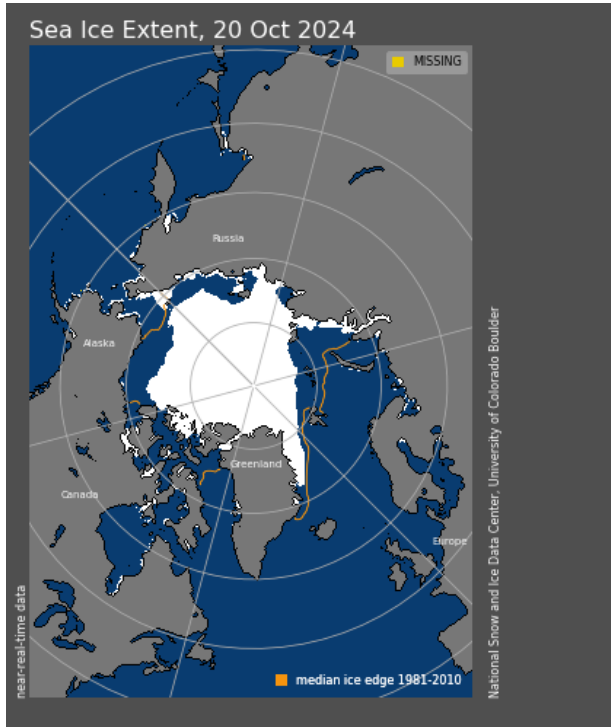 Sea Ice Extent, 20 Oct 2024
MISSING
Russia
Alaska
Greenland
Canada
Europe
near-real-time data
National Snow and Ice Data Center, University of Colorado Boulder
median ice edge 1981-2010